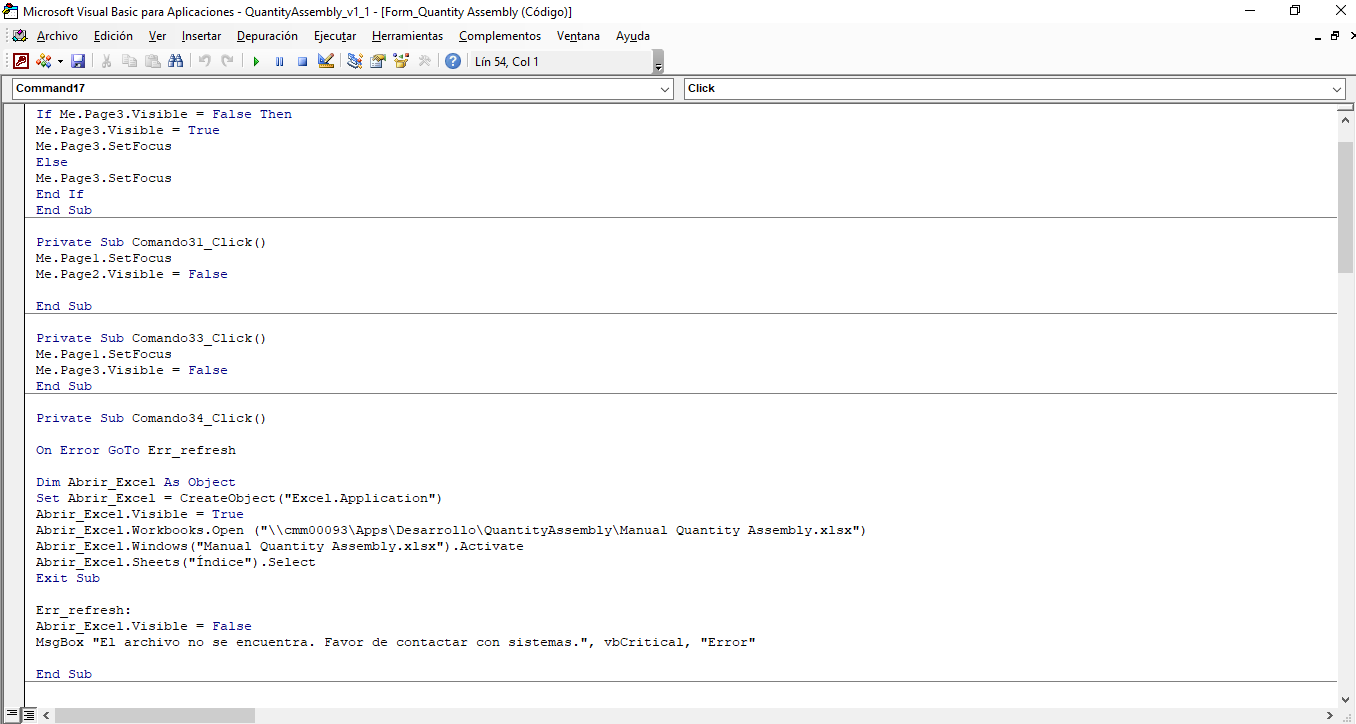 Microsoft Visual Basic para Aplicaciones - QuantityAssembly_v1_1 - [Form_Quantity Assembly (Código)]
Archivo Edición Ver Insertar Depuración Ejecutar Herramientas Complementos Ventana Ayuda
Lín 54, Col 1
Command17 Click
If Me.Page3.Visible = False Then
Me.Page3.Visible = True
Me.Page3.SetFocus
Else
Me.Page3.SetFocus
End If
End Sub
Private Sub Comando31_Click()
Me.Page1.SetFocus
Me.Page2.Visible = False
End Sub
Private Sub Comando33_Click()
Me.Page1.SetFocus
Me.Page3.Visible = False
End Sub
Private Sub Comando34_Click()
On Error GoTo Err_refresh
Dim Abrir_Excel As Object
Set Abrir_Excel = CreateObject("Excel.Application")
Abrir_Excel.Visible = True
Abrir_Excel.Workbooks.Open ("\\cmm00093\Apps\Desarrollo\QuantityAssembly\Manual Quantity Assembly.xlsx")
Abrir_Excel.Windows("Manual Quantity Assembly.xlsx").Activate
Abrir_Excel.Sheets("Índice").Select
Exit Sub
Err_refresh:
Abrir_Excel.Visible = False
MsgBox "El archivo no se encuentra. Favor de contactar con sistemas.", vbCritical, "Error"
End Sub